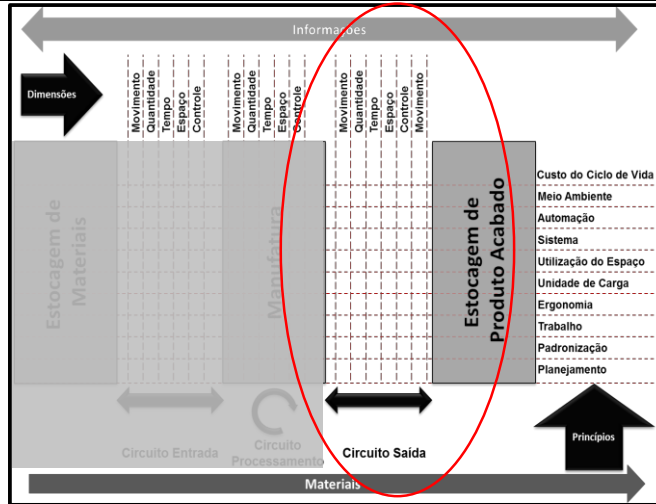 Informações
Dimensões
Movimento
Quantidade
Tempo
Espaço
Controle
Movimento
Quantidade
Tempo
Espaço
Controle
Movimento
Quantidade
Tempo
Espaço
Controle
Movimento
Estocagem de
Materiais
Manufatura
Estocagem de
Produto Acabado
Custo do Ciclo de Vida
Meio Ambiente
Automação
Sistema
Utilização do Espaço
Unidade de Carga
Ergonomia
Trabalho
Padronização
Planejamento
Circuito Entrada
Circuito
Processamento
Circuito Saída
Princípios
Materiais